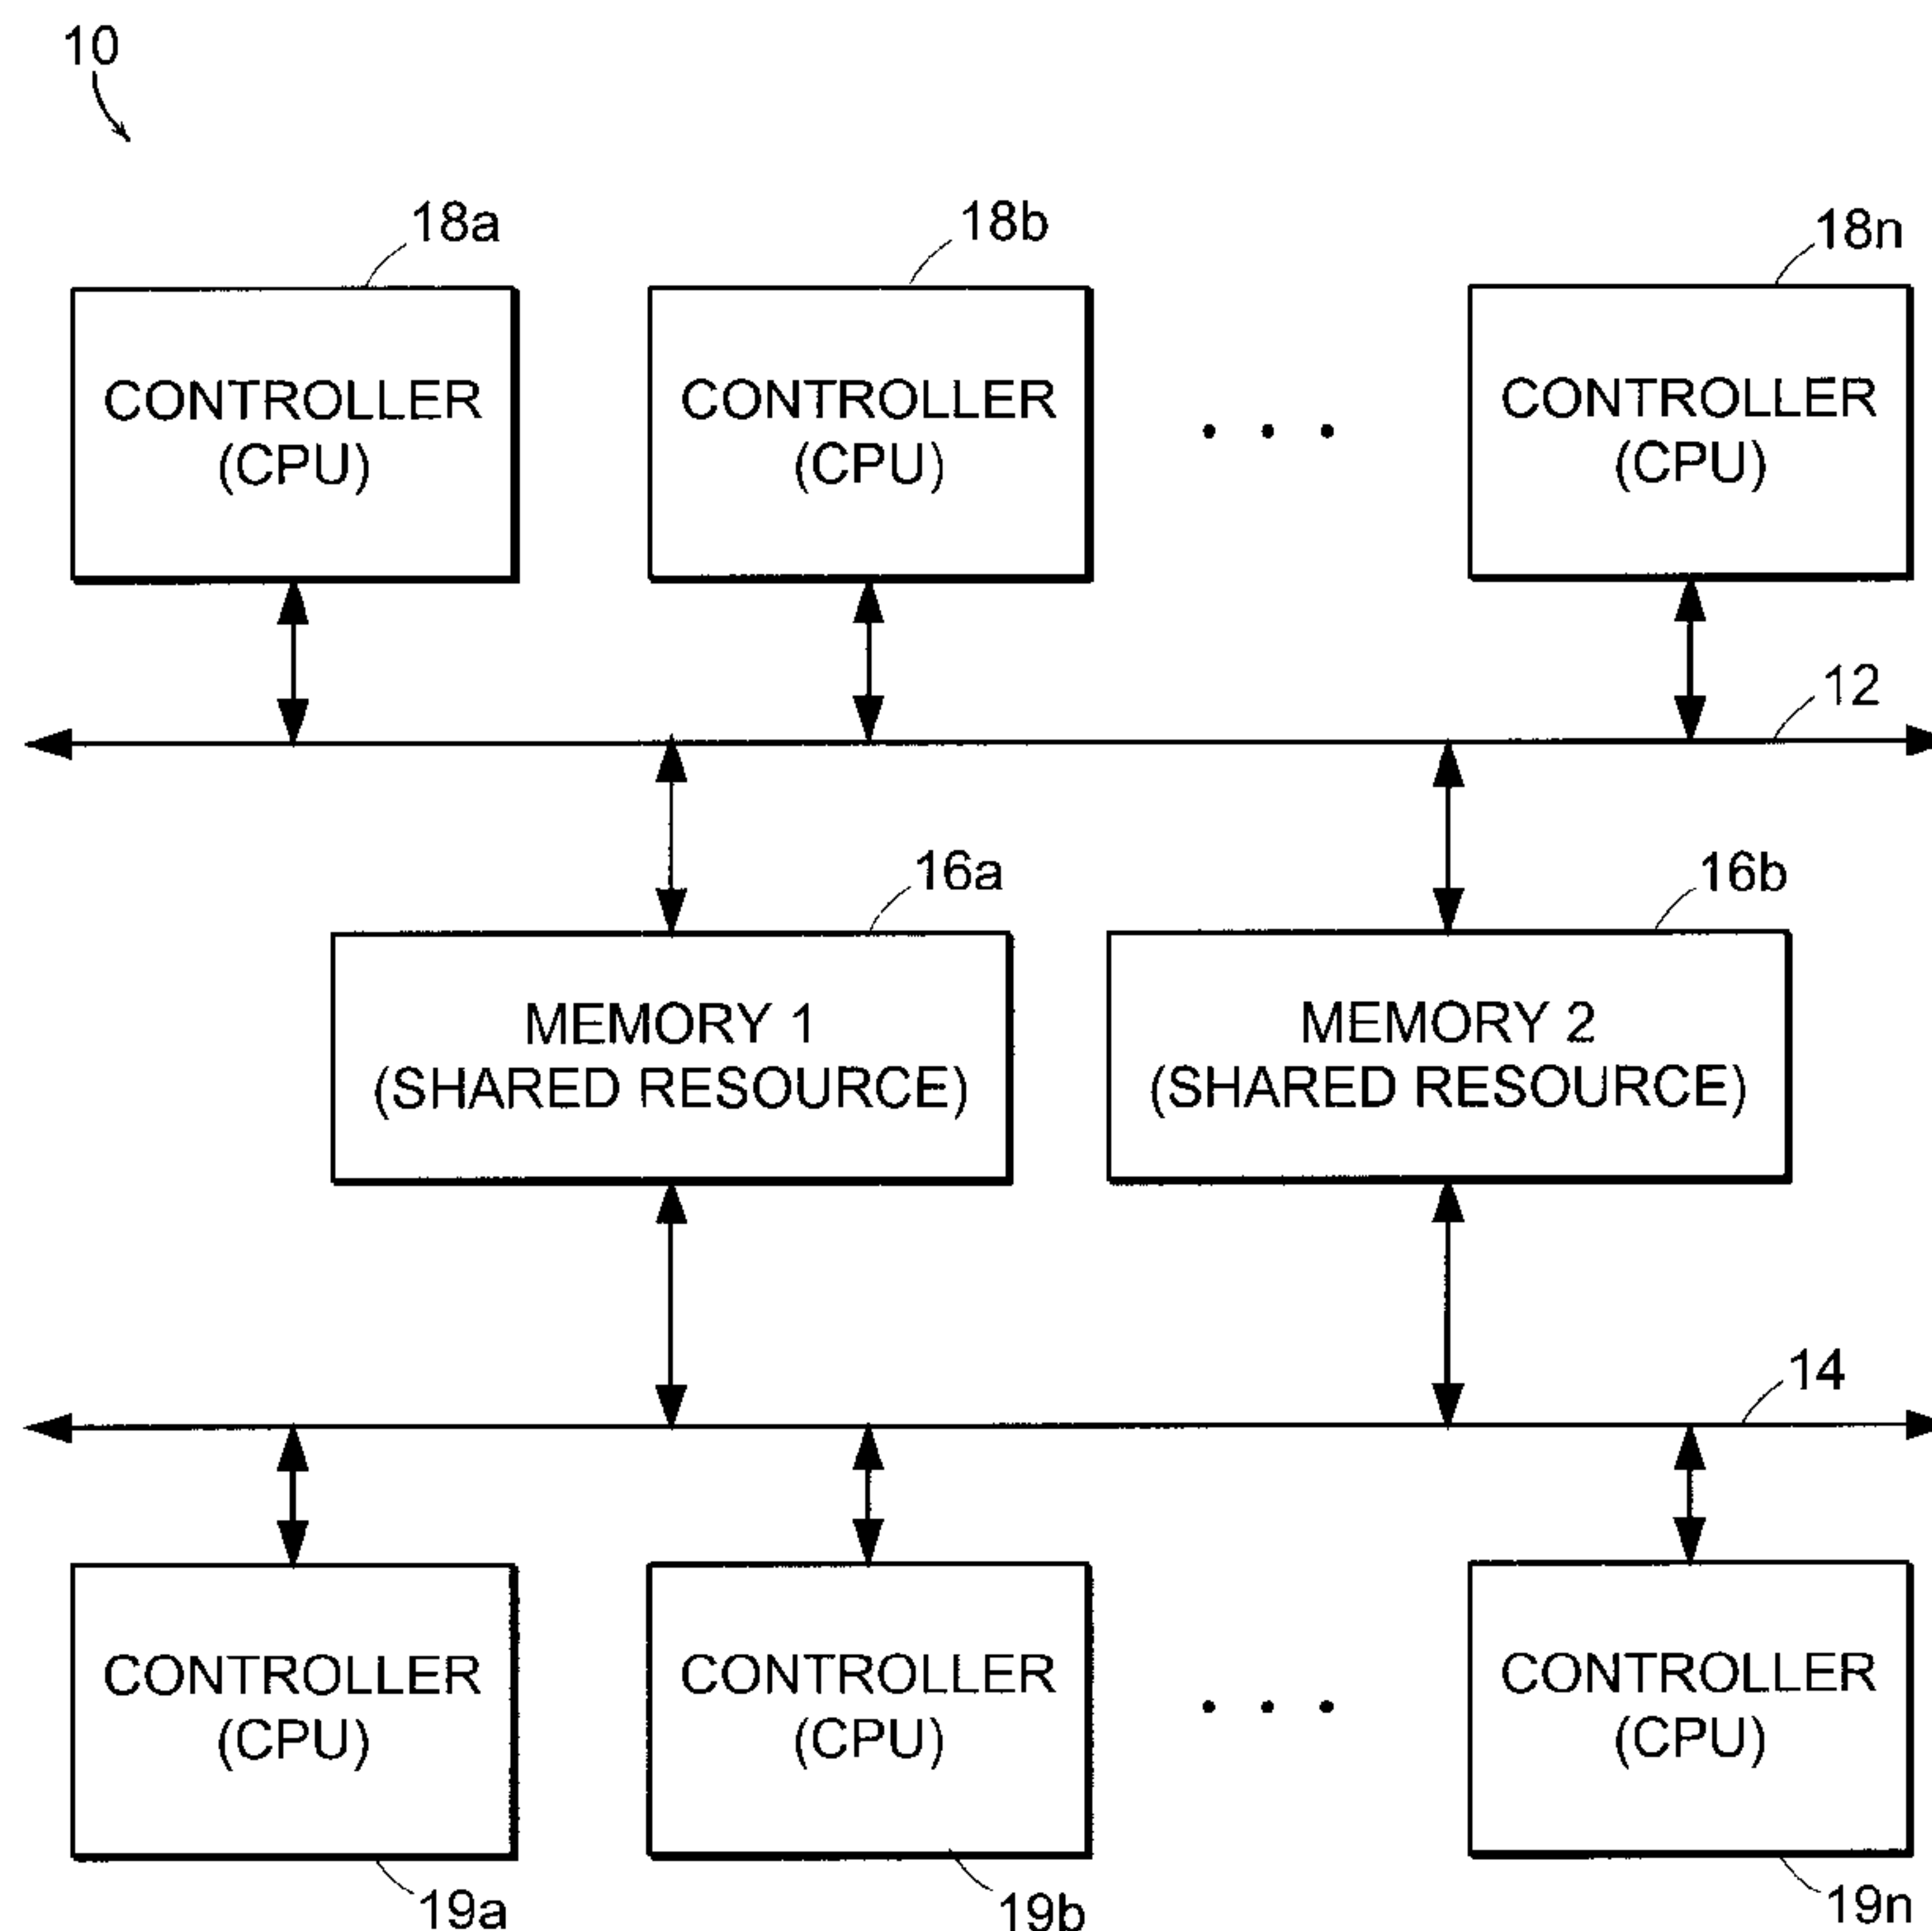 10
18a
18b
18n
CONTROLLER
(CPU)
CONTROLLER
(CPU)
. . .
CONTROLLER
(CPU)
12
16a
16b
MEMORY 1
(SHARED RESOURCE)
MEMORY 2
(SHARED RESOURCE)
14
CONTROLLER
(CPU)
CONTROLLER
(CPU)
. . .
CONTROLLER
(CPU)
19a
19b
19n